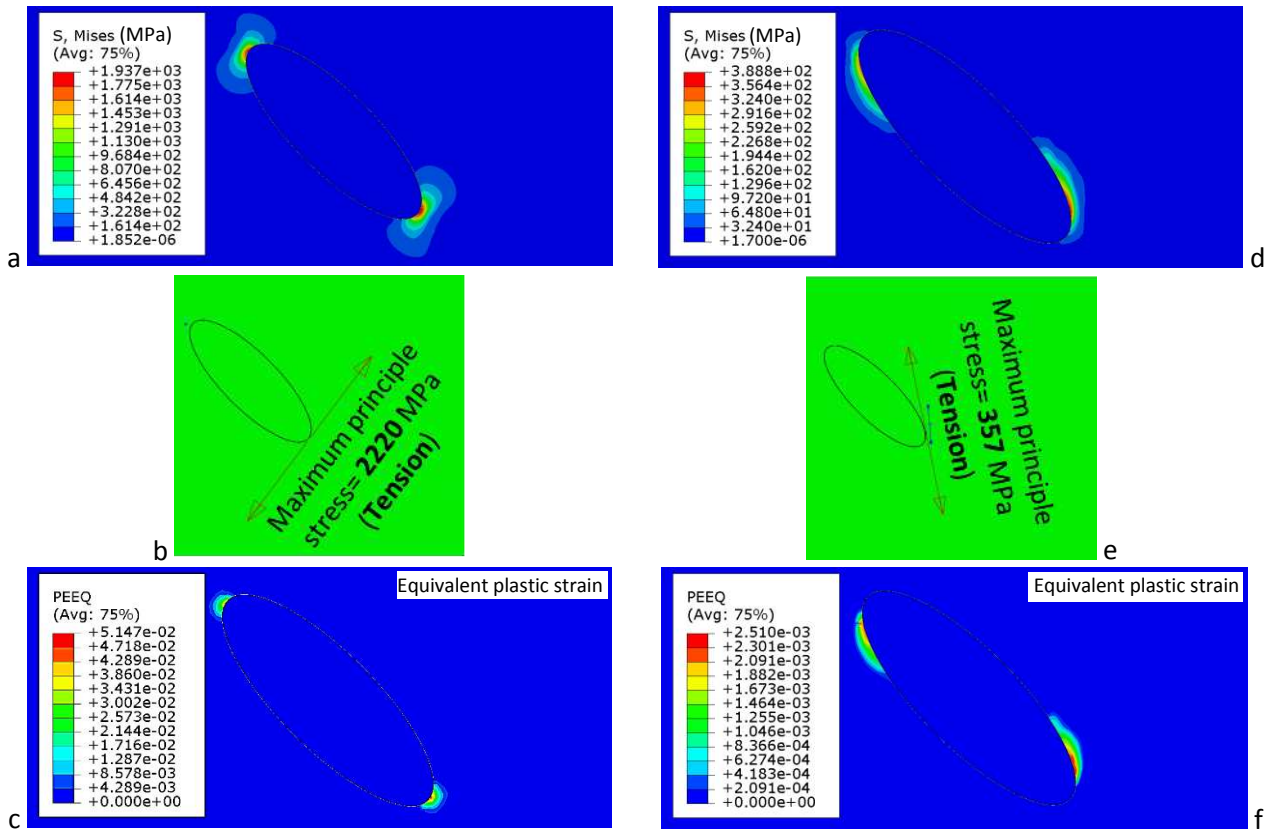 S, Mises (MPa)
(Avg: 75%)
+1.937e+03
+1.775e+03
+1.614e+03
+1.453e+03
+1.291e+03
+1.130e+03
+9.684e+02
+8.070e+02
+6.456e+02
+4.842e+02
+3.228e+02
+1.614e+02
+1.852e-06
a
S, Mises (MPa)
(Avg: 75%)
+3.888e+02
+3.564e+02
+3.240e+02
+2.916e+02
+2.592e+02
+2.268e+02
+1.944e+02
+1.620e+02
+1.296e+02
+9.720e+01
+6.480e+01
+3.240e+01
+1.700e-06
d
Maximum principle
stress= 2220 MPa
(Tension)
b
Maximum principle
stress= 357 MPa
(Tension)
e
Equivalent plastic strain
PEEQ
(Avg: 75%)
+5.147e-02
+4.718e-02
+4.289e-02
+3.860e-02
+3.431e-02
+3.002e-02
+2.573e-02
+2.144e-02
+1.716e-02
+1.287e-02
+8.578e-03
+4.289e-03
+0.000e+00
c
Equivalent plastic strain
PEEQ
(Avg: 75%)
+2.510e-03
+2.301e-03
+2.091e-03
+1.882e-03
+1.673e-03
+1.464e-03
+1.255e-03
+1.046e-03
+8.366e-04
+6.274e-04
+4.183e-04
+2.091e-04
+0.000e+00
f